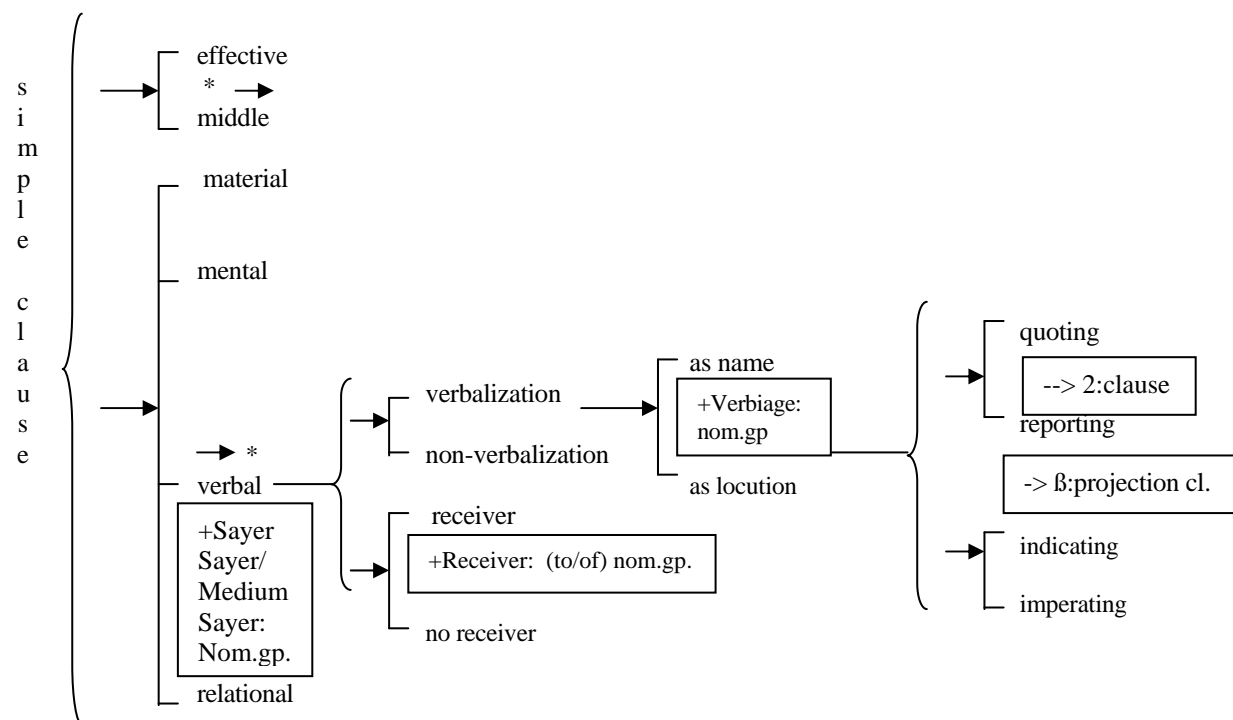 simple clause
effective
*
middle
material
mental
*
verbal
+Sayer
Sayer/
Medium
Sayer:
Nom.gp.
relational
verbalization
non-verbalization
receiver
+Receiver: (to/of) nom.gp.
no receiver
as name
+Verbiage:
nom.gp
as locution
quoting
--> 2:clause
reporting
-> ß:projection cl.
indicating
imperating